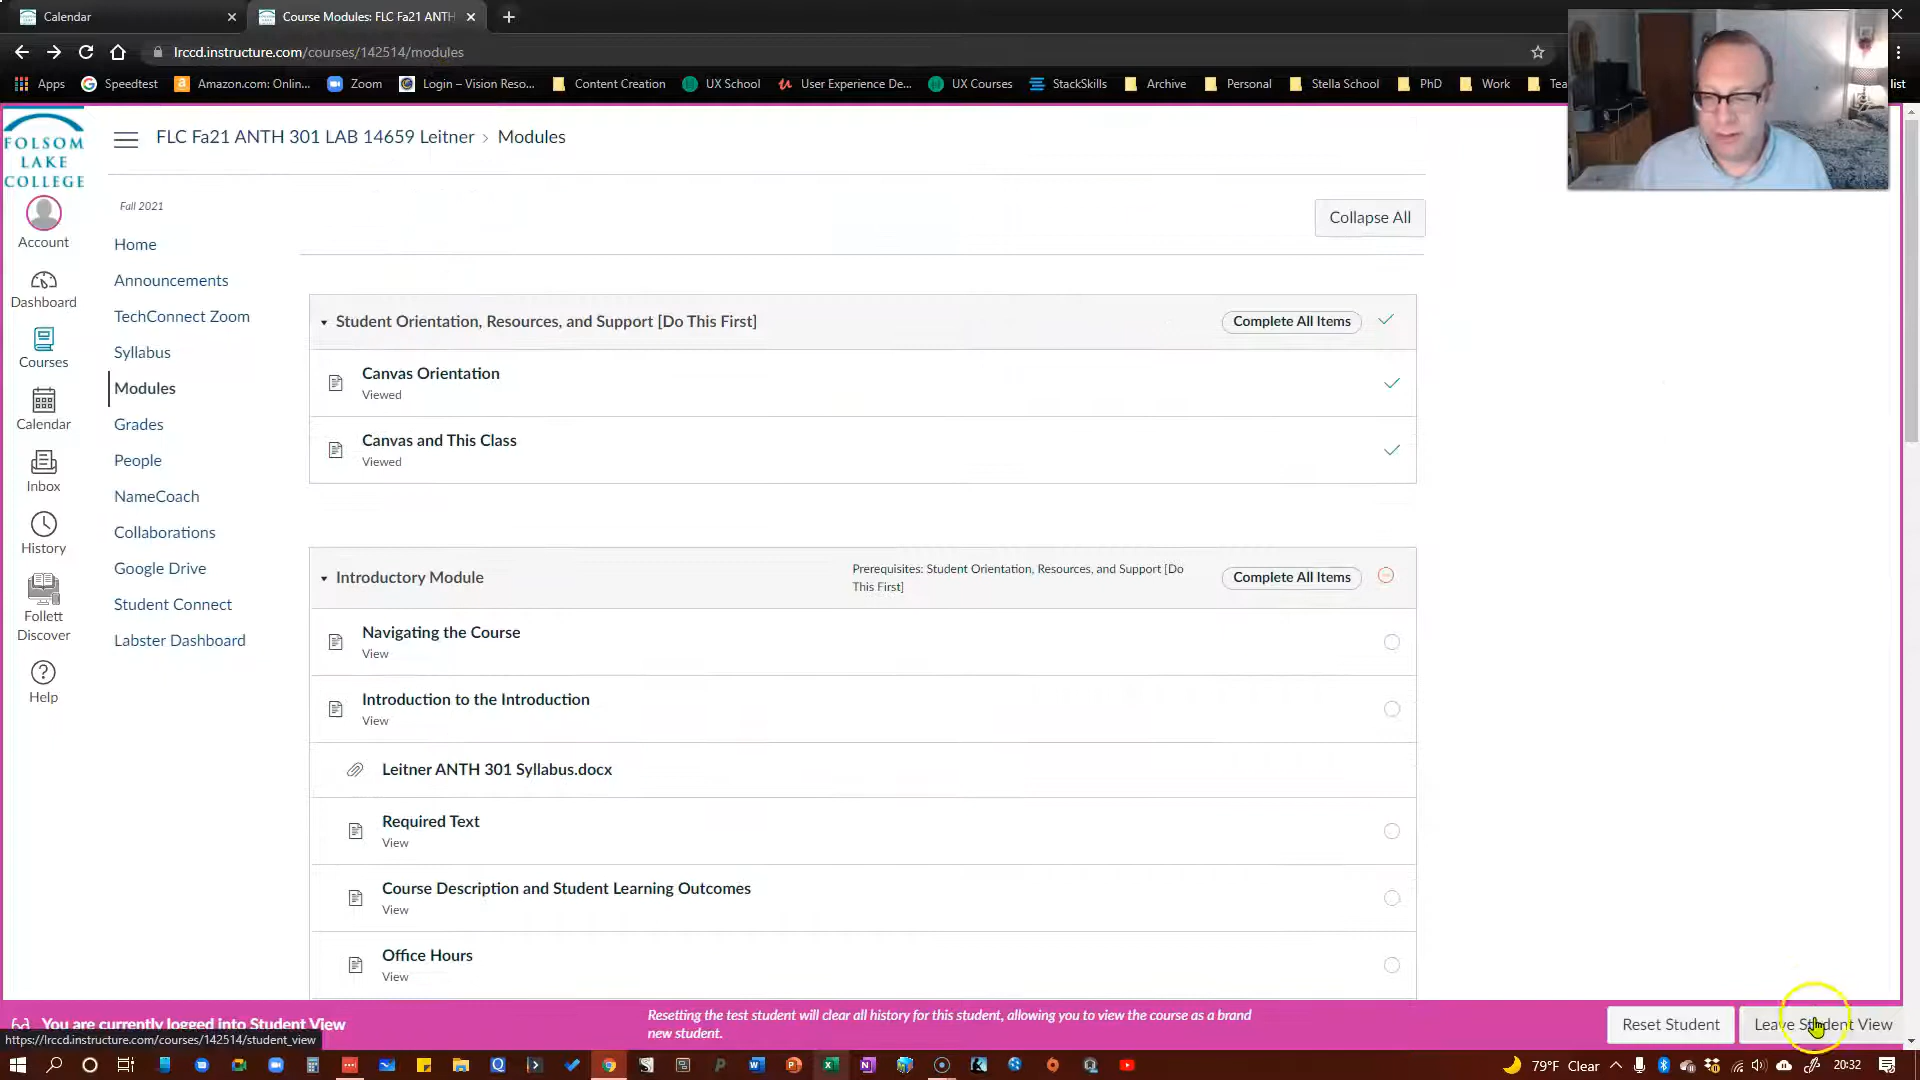 Calendar
Course Modules: FLC Fa21 ANTH
lrccd.instructure.com/courses/142514/modules
Apps
Speedtest
Amazon.com: Onlin...
Zoom
Login – Vision Reso...
Content Creation
UX School
User Experience De...
UX Courses
StackSkills
Archive
Personal
Stella School
PhD
Work
Tea
list
FOLSOM
LAKE
COLLEGE
FLC Fa21 ANTH 301 LAB 14659 Leitner › Modules
Account
Dashboard
Courses
Calendar
Inbox
History
Follett
Discover
Help
Fall 2021
Home
Announcements
TechConnect Zoom
Syllabus
Modules
Grades
People
NameCoach
Collaborations
Google Drive
Student Connect
Labster Dashboard
Collapse All
Student Orientation, Resources, and Support [Do This First]
Complete All Items
Canvas Orientation
Viewed
Canvas and This Class
Viewed
Introductory Module
Prerequisites: Student Orientation, Resources, and Support [Do
This First]
Complete All Items
Navigating the Course
View
Introduction to the Introduction
View
Leitner ANTH 301 Syllabus.docx
Required Text
View
Course Description and Student Learning Outcomes
View
Office Hours
View
You are currently logged into Student View
Resetting the test student will clear all history for this student, allowing you to view the course as a brand
new student.
Reset Student
Leave Student View
https://lrccd.instructure.com/courses/142514/student_view
79°F Clear
20:32